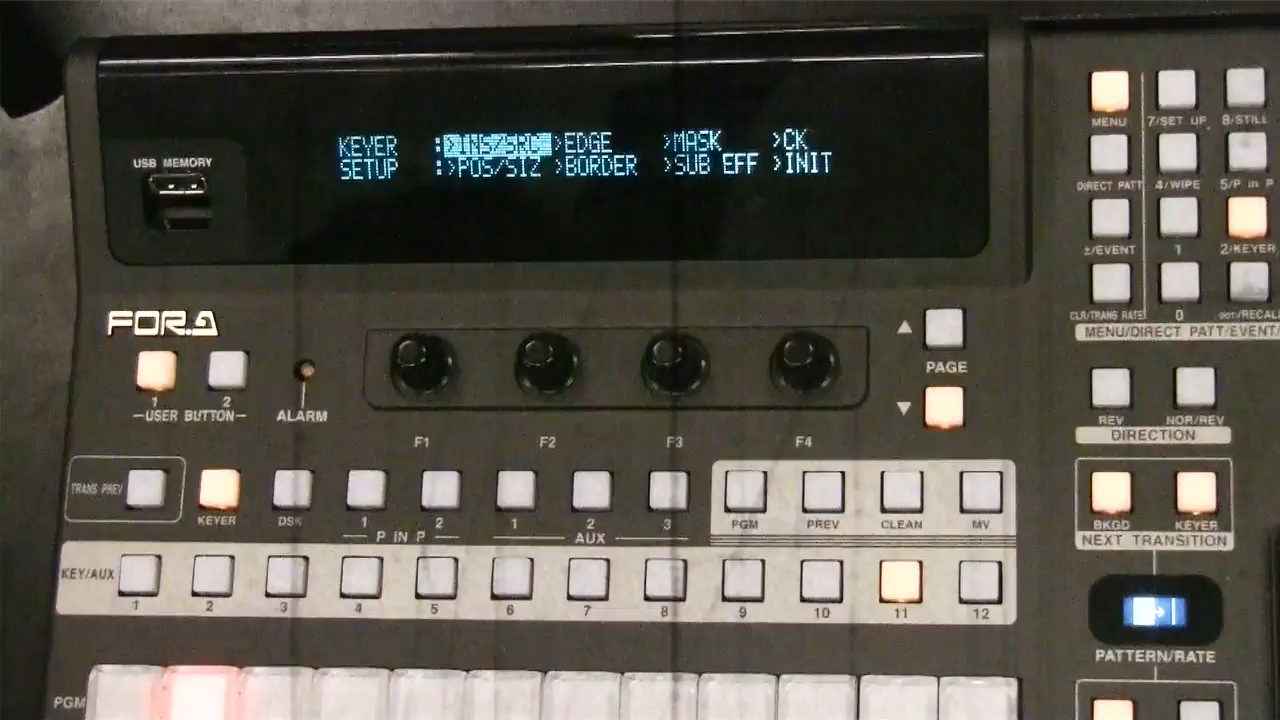 USB MEMORY
KEYER :>INS/SRC >EDGE >MASK >CK
SETUP :>POS/SIZ >BORDER >SUB EFF >INIT
MENU 7/SET UP 8/STILL
DIRECT PATT 4/WIPE 5/P in P
±/EVENT 1 2/KEYER
CLR/TRANS RATE 0 /RECALL
MENU/DIRECT PATT/EVENT/
FOR.A
1 2
USER BUTTON
ALARM
PAGE
F1 F2 F3 F4
REV NOR/REV
DIRECTION
TRANS PREV
KEYER DSK 1 2 1 2 3 PGM PREV CLEAN MV
P IN P AUX
BKGD KEYER
NEXT TRANSITION
KEY/AUX
1 2 3 4 5 6 7 8 9 10 11 12
PATTERN/RATE
PGM